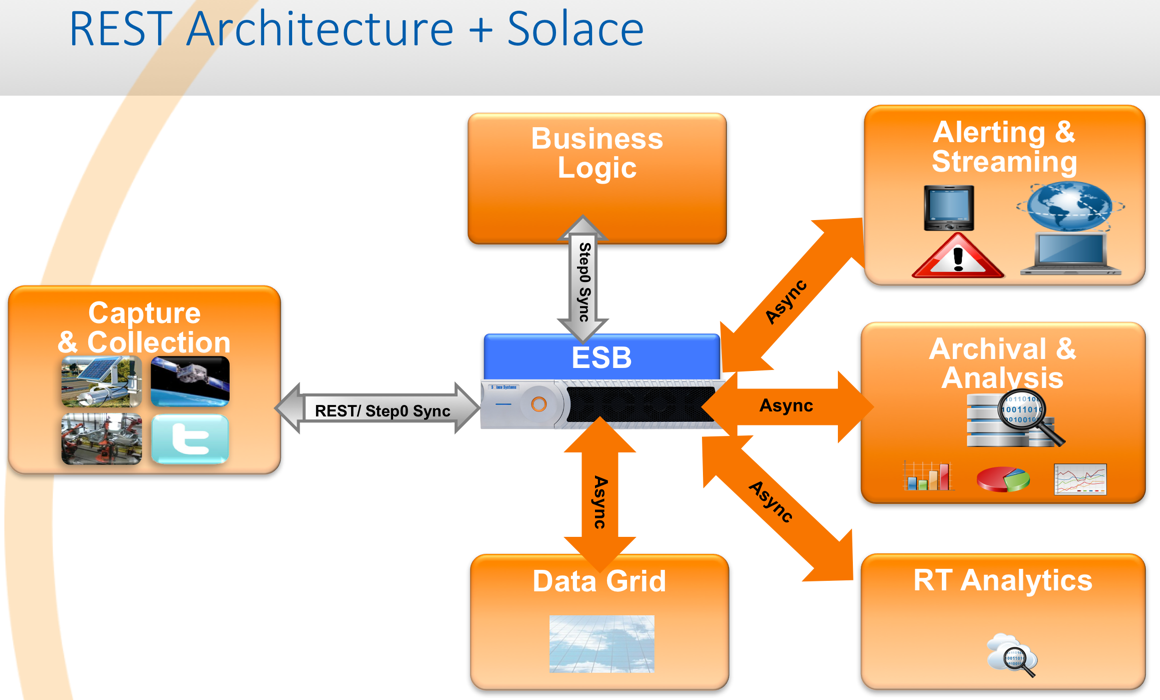 REST Architecture + Solace
Business
Logic
Alerting &
Streaming
Step0 Sync
Async
Capture
& Collection
ESB
Archival &
Analysis
REST/ Step0 Sync
Async
Async
Async
Data Grid
RT Analytics